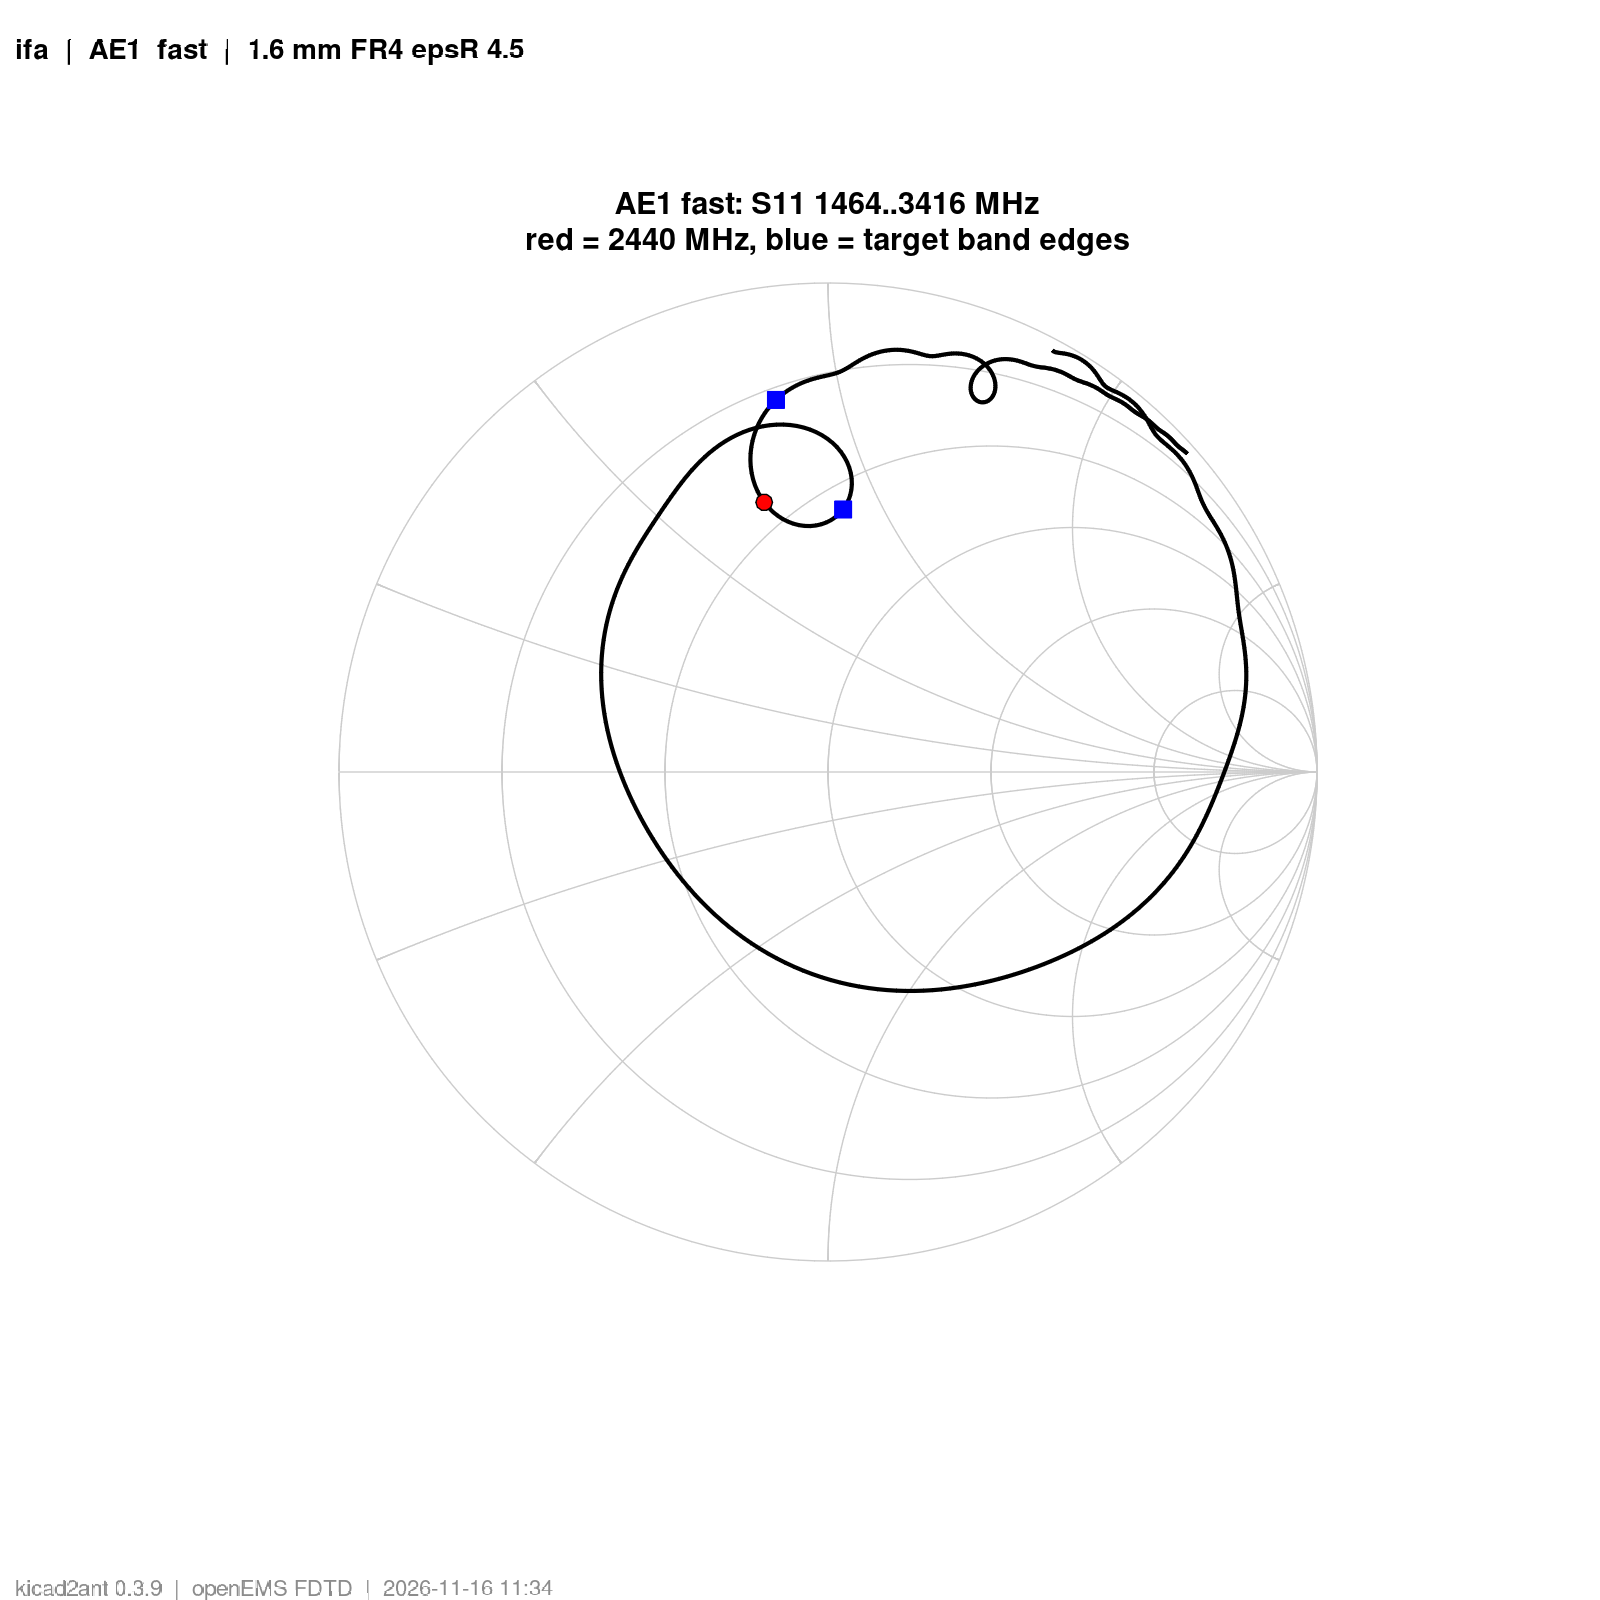 ifa | AE1 fast | 1.6 mm FR4 epsR 4.5
AE1 fast: S11 1464..3416 MHz
red = 2440 MHz, blue = target band edges
kicad2ant 0.3.9 | openEMS FDTD | 2026-11-16 11:34